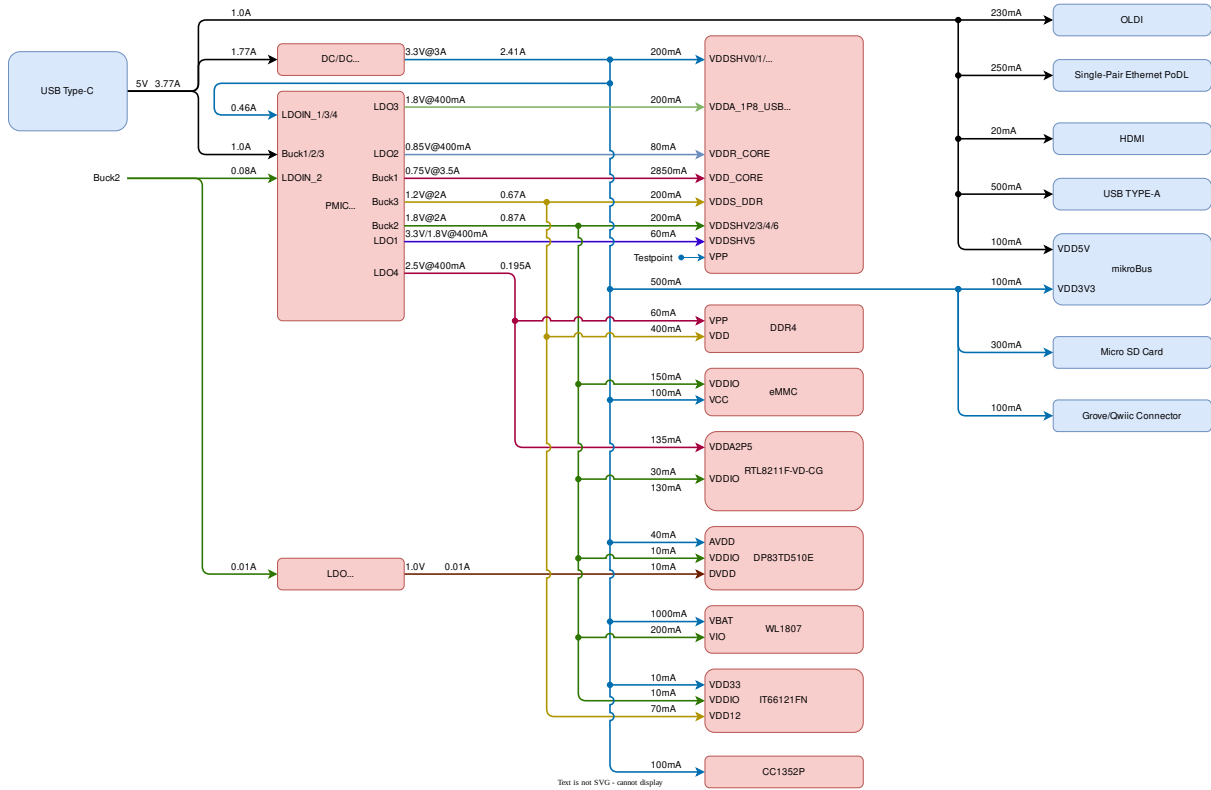 1.0A
230mA
OLDI
1.77A
DC/DC...
3.3V@3A
2.41A
200mA
VDDSHV0/1/...
USB Type-C
5V
3.77A
250mA
Single-Pair Ethernet PoDL
0.46A
LDOIN_1/3/4
LDO3
1.8V@400mA
200mA
VDDA_1P8_USB...
20mA
HDMI
1.0A
Buck1/2/3
LDO2
0.85V@400mA
80mA
VDDR_CORE
Buck2
0.08A
LDOIN_2
Buck1
0.75V@3.5A
2850mA
VDD_CORE
500mA
USB TYPE-A
PMIC...
Buck3
1.2V@2A
0.67A
200mA
VDDS_DDR
Buck2
1.8V@2A
0.87A
200mA
VDDSHV2/3/4/6
LDO1
3.3V/1.8V@400mA
60mA
VDDSHV5
100mA
VDD5V
Testpoint
VPP
mikroBus
LDO4
2.5V@400mA
0.195A
500mA
100mA
VDD3V3
60mA
VPP
DDR4
400mA
VDD
300mA
Micro SD Card
150mA
VDDIO
eMMC
100mA
VCC
100mA
Grove/Qwiic Connector
135mA
VDDA2P5
RTL8211F-VD-CG
30mA
VDDIO
130mA
40mA
AVDD
10mA
VDDIO
DP83TD510E
0.01A
LDO...
1.0V
0.01A
10mA
DVDD
1000mA
VBAT
WL1807
200mA
VIO
10mA
VDD33
10mA
VDDIO
IT66121FN
70mA
VDD12
100mA
CC1352P
Text is not SVG - cannot display